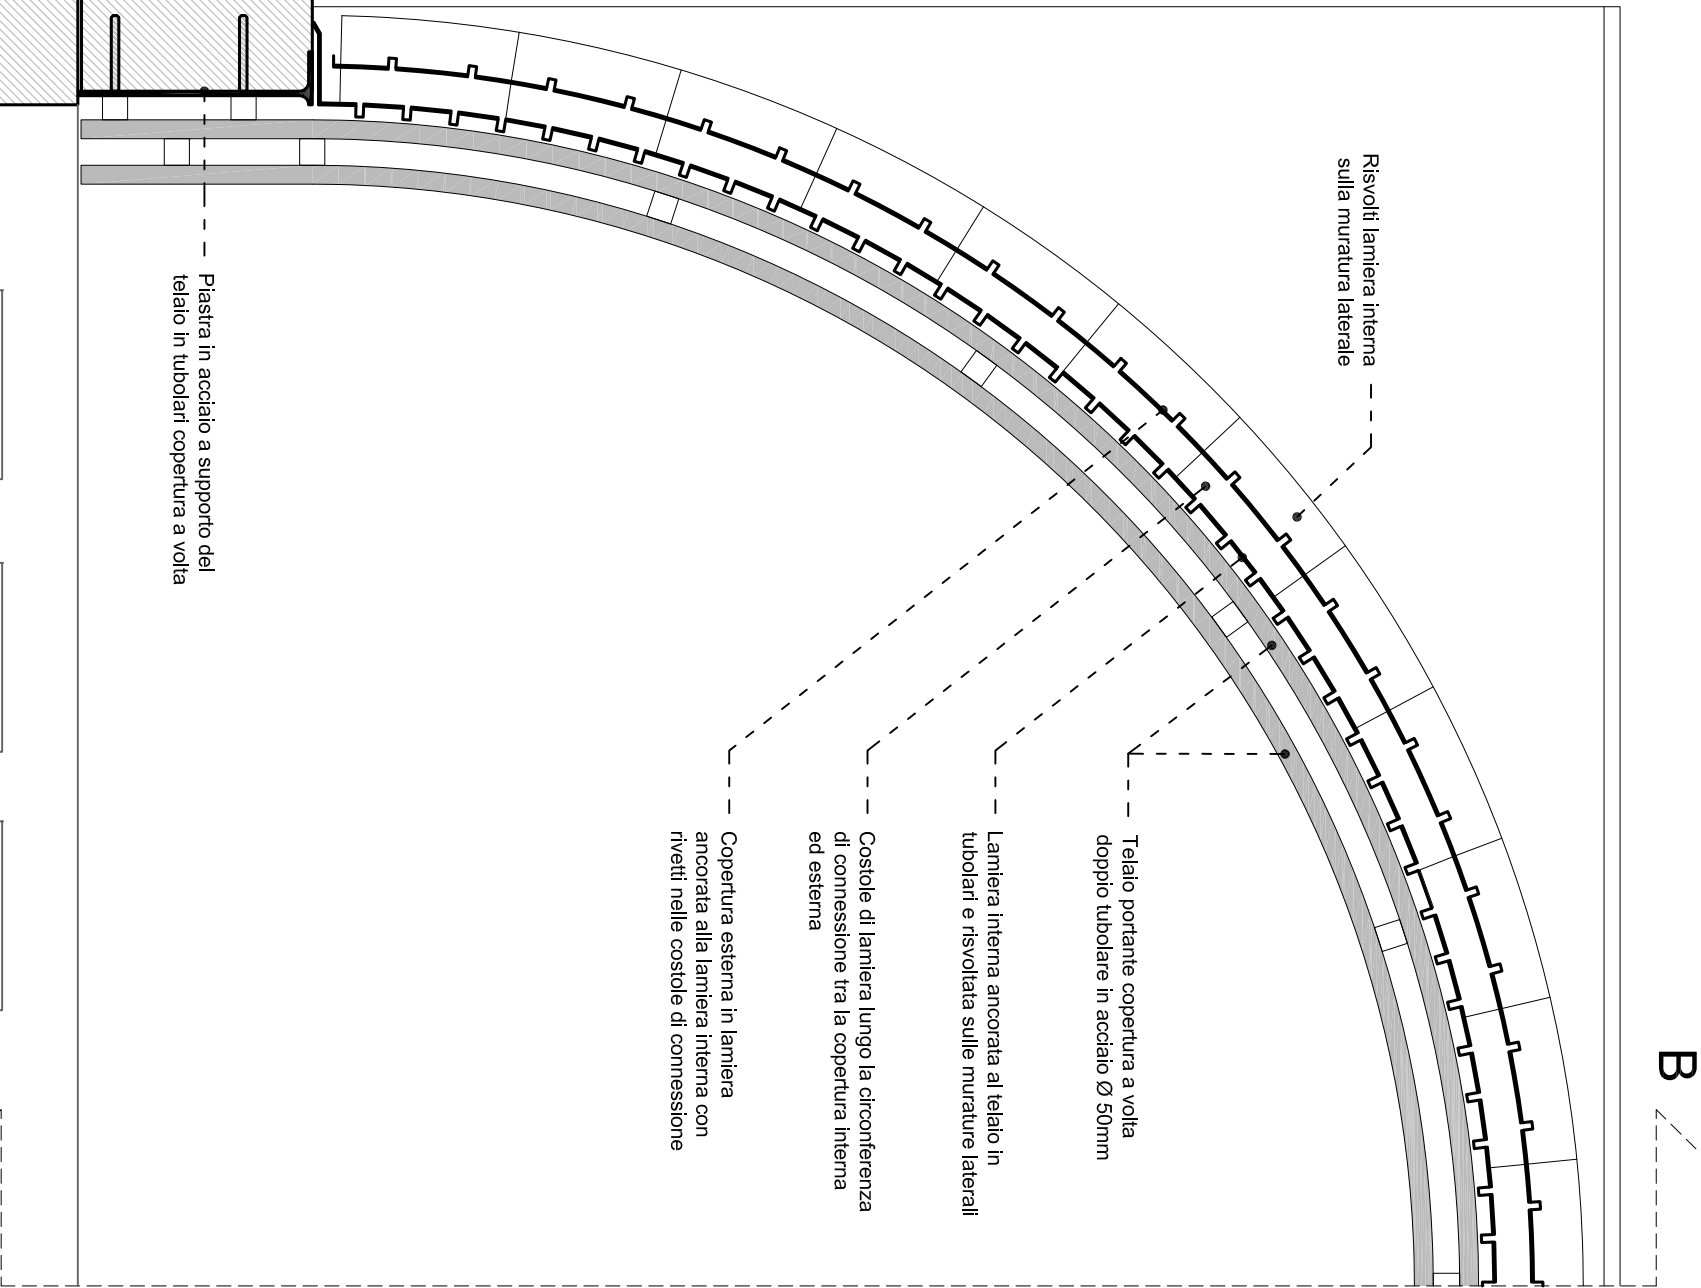 B
Risvolti lamiera interna
sulla muratura laterale
Telaio portante copertura a volta
doppio tubolare in acciaio Ø 50mm
Lamiera interna ancorata al telaio in
tubolari e risvoltata sulle murature laterali
Costole di lamiera lungo la circonferenza
di connessione tra la copertura interna
ed esterna
Copertura esterna in lamiera
ancorata alla lamiera interna con
rivetti nelle costole di connessione
Piastra in acciaio a supporto del
telaio in tubolari copertura a volta